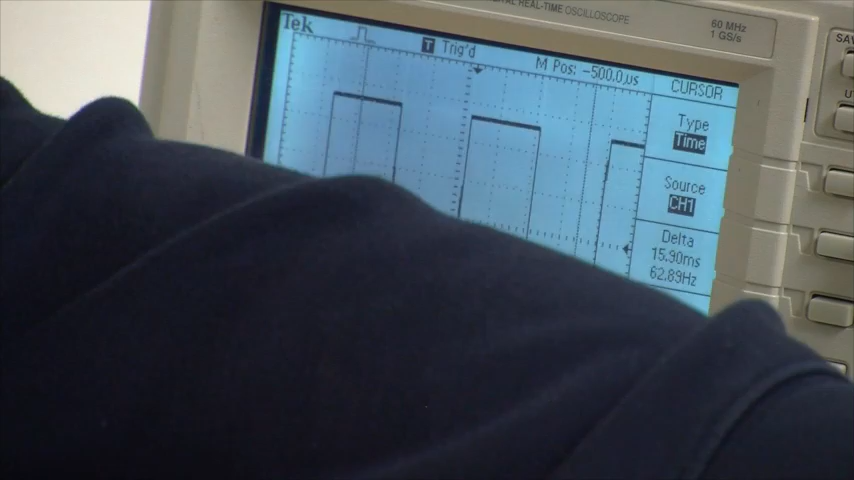 DIGITAL REAL-TIME OSCILLOSCOPE
60 MHz
1 GS/s
Tek
T Trig'd
M Pos: -500.0µs
CURSOR
Type
Time
Source
CH1
Delta
15.90ms
62.89Hz